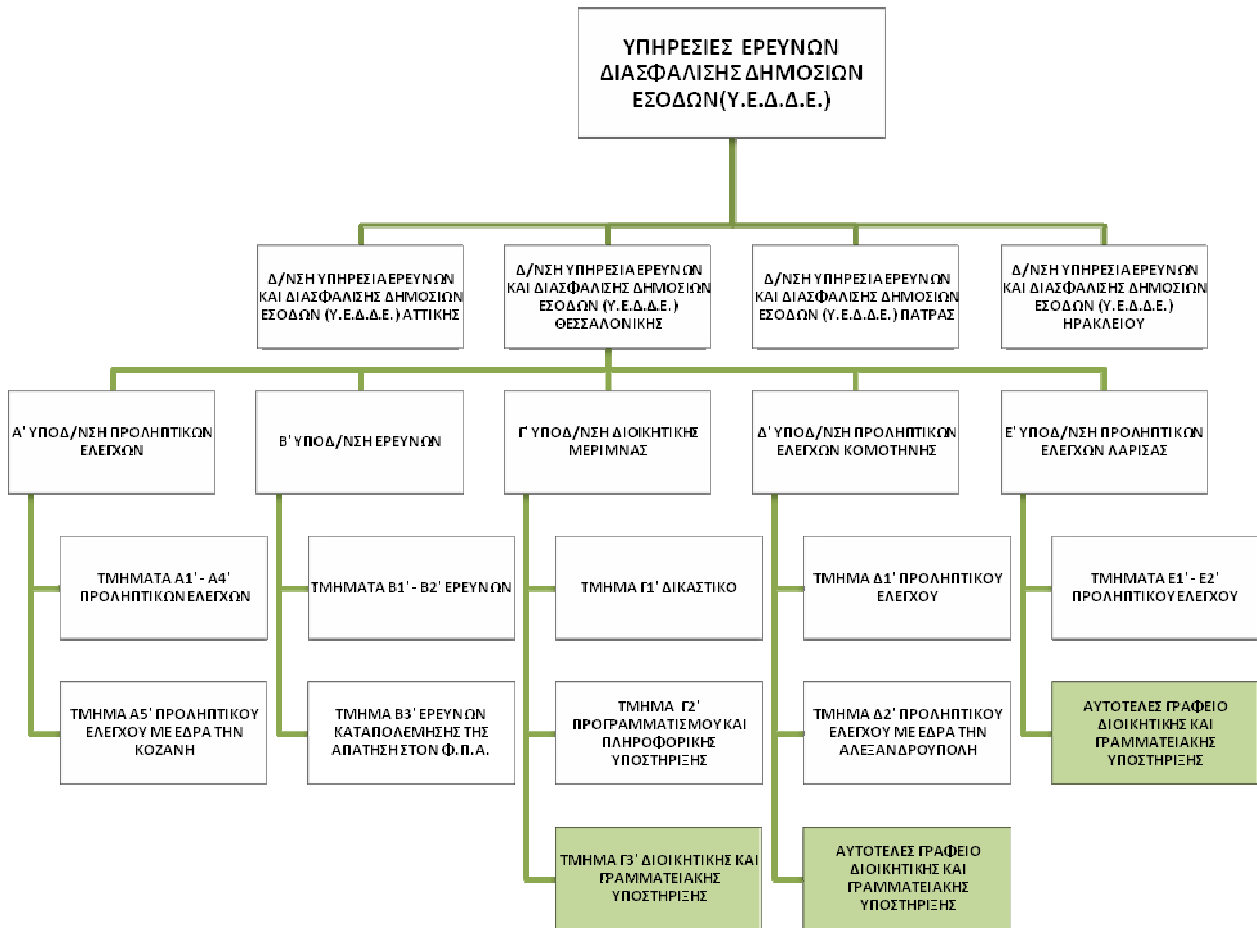 ΥΠΗΡΕΣΙΕΣ ΕΡΕΥΝΩΝ
ΔΙΑΣΦΑΛΙΣΗΣ ΔΗΜΟΣΙΩΝ
ΕΣΟΔΩΝ(Υ.Ε.Δ.Δ.Ε.)
Δ/ΝΣΗ ΥΠΗΡΕΣΙΑ ΕΡΕΥΝΩΝ
ΚΑΙ ΔΙΑΣΦΑΛΙΣΗΣ ΔΗΜΟΣΙΩΝ
ΕΣΟΔΩΝ (Υ.Ε.Δ.Δ.Ε.) ΑΤΤΙΚΗΣ
Δ/ΝΣΗ ΥΠΗΡΕΣΙΑ ΕΡΕΥΝΩΝ
ΚΑΙ ΔΙΑΣΦΑΛΙΣΗΣ ΔΗΜΟΣΙΩΝ
ΕΣΟΔΩΝ (Υ.Ε.Δ.Δ.Ε.)
ΘΕΣΣΑΛΟΝΙΚΗΣ
Δ/ΝΣΗ ΥΠΗΡΕΣΙΑ ΕΡΕΥΝΩΝ
ΚΑΙ ΔΙΑΣΦΑΛΙΣΗΣ ΔΗΜΟΣΙΩΝ
ΕΣΟΔΩΝ (Υ.Ε.Δ.Δ.Ε.) ΠΑΤΡΑΣ
Δ/ΝΣΗ ΥΠΗΡΕΣΙΑ ΕΡΕΥΝΩΝ
ΚΑΙ ΔΙΑΣΦΑΛΙΣΗΣ ΔΗΜΟΣΙΩΝ
ΕΣΟΔΩΝ (Υ.Ε.Δ.Δ.Ε.)
ΗΡΑΚΛΕΙΟΥ
Α' ΥΠΟΔ/ΝΣΗ ΠΡΟΛΗΠΤΙΚΩΝ
ΕΛΕΓΧΩΝ
Β' ΥΠΟΔ/ΝΣΗ ΕΡΕΥΝΩΝ
Γ' ΥΠΟΔ/ΝΣΗ ΔΙΟΙΚΗΤΙΚΗΣ
ΜΕΡΙΜΝΑΣ
Δ' ΥΠΟΔ/ΝΣΗ ΠΡΟΛΗΠΤΙΚΩΝ
ΕΛΕΓΧΩΝ ΚΟΜΟΤΗΝΗΣ
Ε' ΥΠΟΔ/ΝΣΗ ΠΡΟΛΗΠΤΙΚΩΝ
ΕΛΕΓΧΩΝ ΛΑΡΙΣΑΣ
ΤΜΗΜΑΤΑ Α1' - Α4'
ΠΡΟΛΗΠΤΙΚΩΝ ΕΛΕΓΧΩΝ
ΤΜΗΜΑΤΑ Β1' - Β2' ΕΡΕΥΝΩΝ
ΤΜΗΜΑ Γ1' ΔΙΚΑΣΤΙΚΟ
ΤΜΗΜΑ Δ1' ΠΡΟΛΗΠΤΙΚΟΥ
ΕΛΕΓΧΟΥ
ΤΜΗΜΑΤΑ Ε1' - Ε2'
ΠΡΟΛΗΠΤΙΚΟΥ ΕΛΕΓΧΟΥ
ΤΜΗΜΑ Α5' ΠΡΟΛΗΠΤΙΚΟΥ
ΕΛΕΓΧΟΥ ΜΕ ΕΔΡΑ ΤΗΝ
ΚΟΖΑΝΗ
ΤΜΗΜΑ Β3' ΕΡΕΥΝΩΝ
ΚΑΤΑΠΟΛΕΜΗΣΗΣ ΤΗΣ
ΑΠΑΤΗΣΗΣ ΣΤΟΝ Φ.Π.Α.
ΤΜΗΜΑ Γ2'
ΠΡΟΓΡΑΜΜΑΤΙΣΜΟΥ ΚΑΙ
ΠΛΗΡΟΦΟΡΙΚΗΣ
ΥΠΟΣΤΗΡΙΞΗΣ
ΤΜΗΜΑ Δ2' ΠΡΟΛΗΠΤΙΚΟΥ
ΕΛΕΓΧΟΥ ΜΕ ΕΔΡΑ ΤΗΝ
ΑΛΕΞΑΝΔΡΟΥΠΟΛΗ
ΑΥΤΟΤΕΛΕΣ ΓΡΑΦΕΙΟ
ΔΙΟΙΚΗΤΙΚΗΣ ΚΑΙ
ΓΡΑΜΜΑΤΕΙΑΚΗΣ
ΥΠΟΣΤΗΡΙΞΗΣ
ΤΜΗΜΑ Γ3' ΔΙΟΙΚΗΤΙΚΗΣ ΚΑΙ
ΓΡΑΜΜΑΤΕΙΑΚΗΣ
ΥΠΟΣΤΗΡΙΞΗΣ
ΑΥΤΟΤΕΛΕΣ ΓΡΑΦΕΙΟ
ΔΙΟΙΚΗΤΙΚΗΣ ΚΑΙ
ΓΡΑΜΜΑΤΕΙΑΚΗΣ
ΥΠΟΣΤΗΡΙΞΗΣ